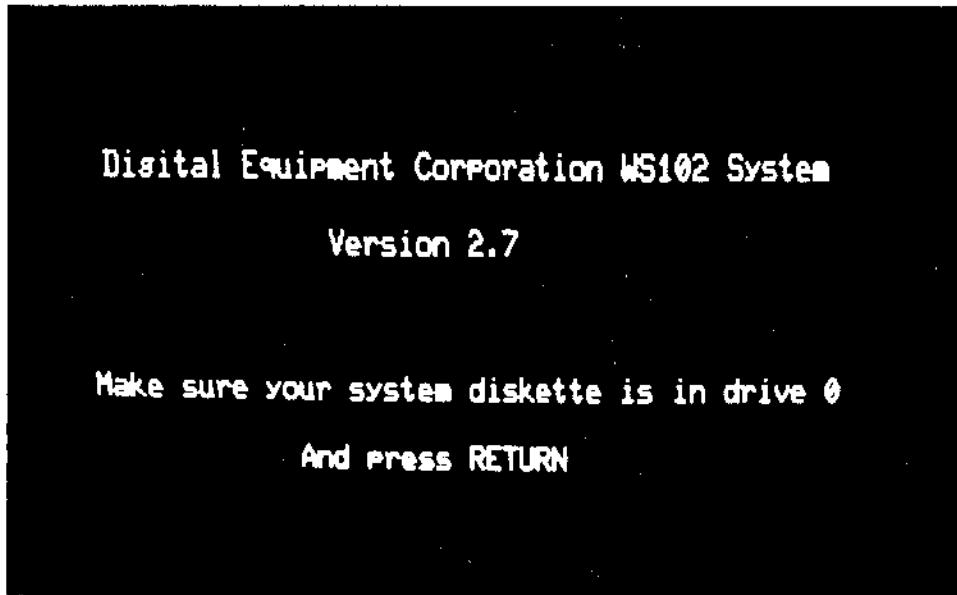 Digital Equipment Corporation WS102 System
Version 2.7
Make sure your system diskette is in drive 0
And press RETURN